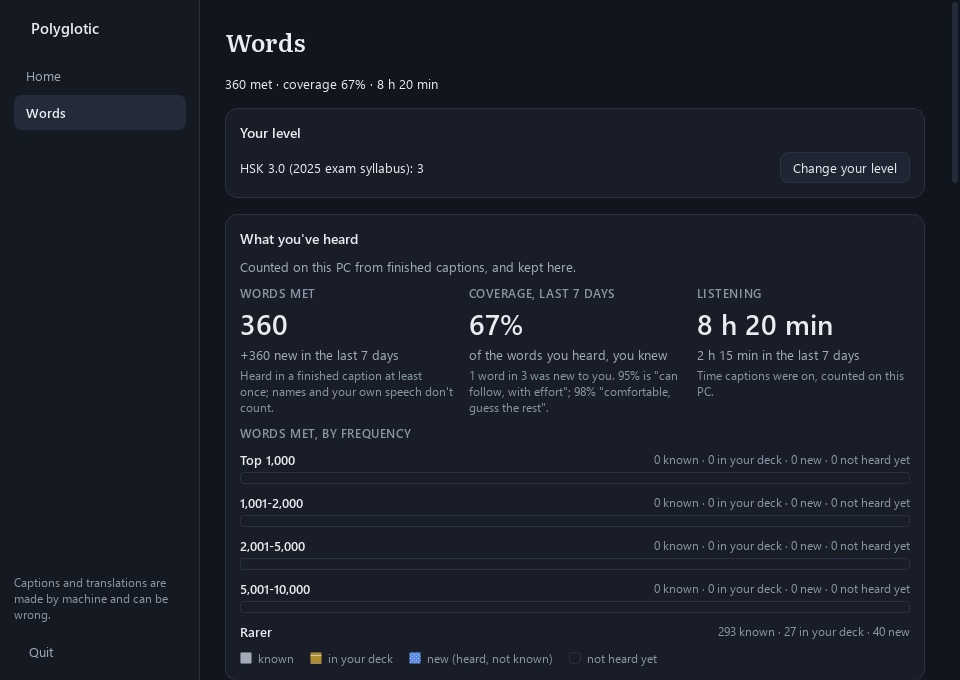 Polyglotic
Home
Words
Captions and translations are
made by machine and can be
wrong.
Quit
Words
360 met · coverage 67% · 8 h 20 min
Your level
HSK 3.0 (2025 exam syllabus): 3
Change your level
What you've heard
Counted on this PC from finished captions, and kept here.
WORDS MET
360
+360 new in the last 7 days
Heard in a finished caption at least
once; names and your own speech don't
count.
COVERAGE, LAST 7 DAYS
67%
of the words you heard, you knew
1 word in 3 was new to you. 95% is "can
follow, with effort"; 98% "comfortable,
guess the rest".
LISTENING
8 h 20 min
2 h 15 min in the last 7 days
Time captions were on, counted on this
PC.
WORDS MET, BY FREQUENCY
Top 1,000 0 known · 0 in your deck · 0 new · 0 not heard yet
1,001-2,000 0 known · 0 in your deck · 0 new · 0 not heard yet
2,001-5,000 0 known · 0 in your deck · 0 new · 0 not heard yet
5,001-10,000 0 known · 0 in your deck · 0 new · 0 not heard yet
Rarer 293 known · 27 in your deck · 40 new
known in your deck new (heard, not known) not heard yet